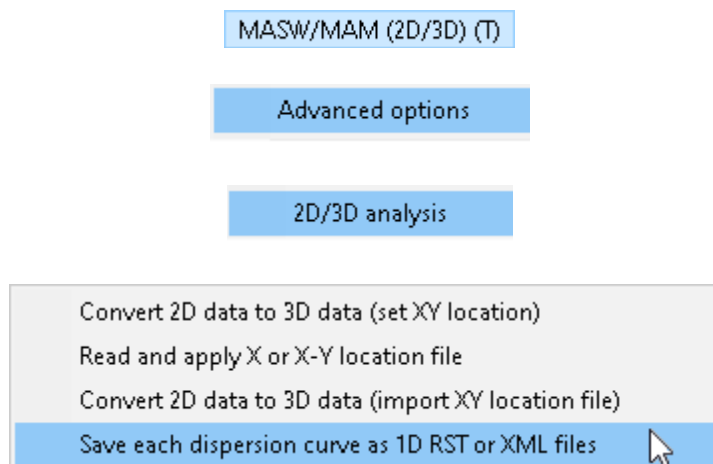 MASW/MAM (2D/3D) (T)
Advanced options
2D/3D analysis
Convert 2D data to 3D data (set XY location)
Read and apply X or X-Y location file
Convert 2D data to 3D data (import XY location file)
Save each dispersion curve as 1D RST or XML files